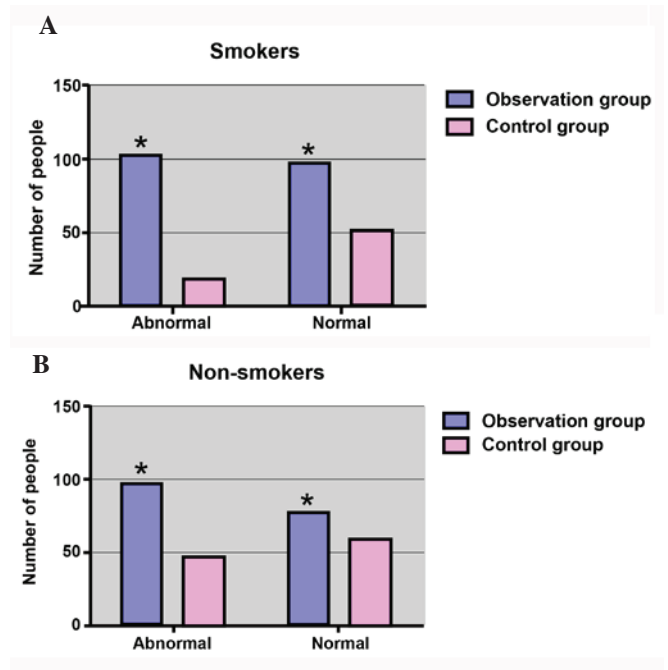 A
Smokers
150
100
50
0
Number of people
*
*
Abnormal
Normal
Observation group
Control group
B
Non-smokers
150
100
50
0
Number of people
*
*
Abnormal
Normal
Observation group
Control group